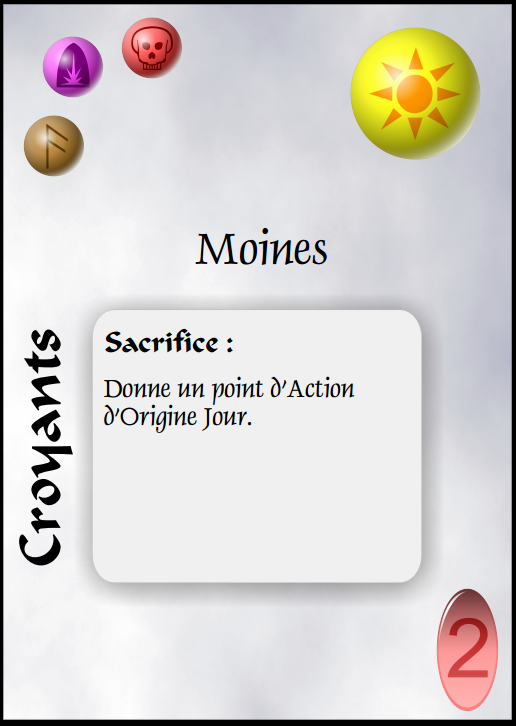 Moines
Croyants
Sacrifice :
Donne un point d'Action
d'Origine Jour.
2